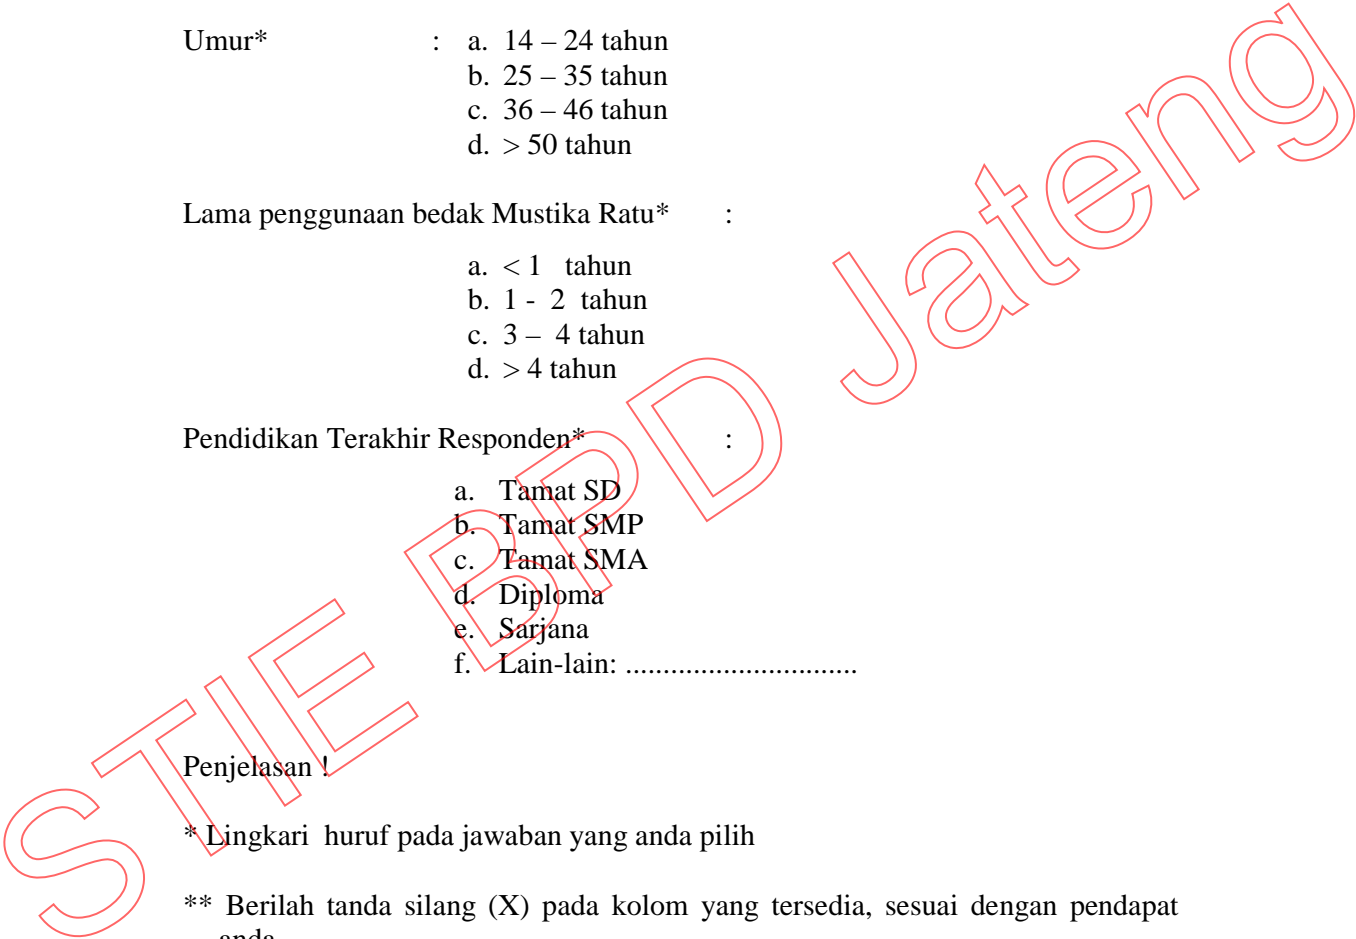 Umur* : a. 14 – 24 tahun
b. 25 – 35 tahun
c. 36 – 46 tahun
d. > 50 tahun
Lama penggunaan bedak Mustika Ratu* :
a. < 1 tahun
b. 1 - 2 tahun
c. 3 – 4 tahun
d. > 4 tahun
Pendidikan Terakhir Responden* :
a. Tamat SD
b. Tamat SMP
c. Tamat SMA
d. Diploma
e. Sarjana
f. Lain-lain: ...............................
Penjelasan !
* Lingkari huruf pada jawaban yang anda pilih
** Berilah tanda silang (X) pada kolom yang tersedia, sesuai dengan pendapat
anda
STIE BPD Jateng